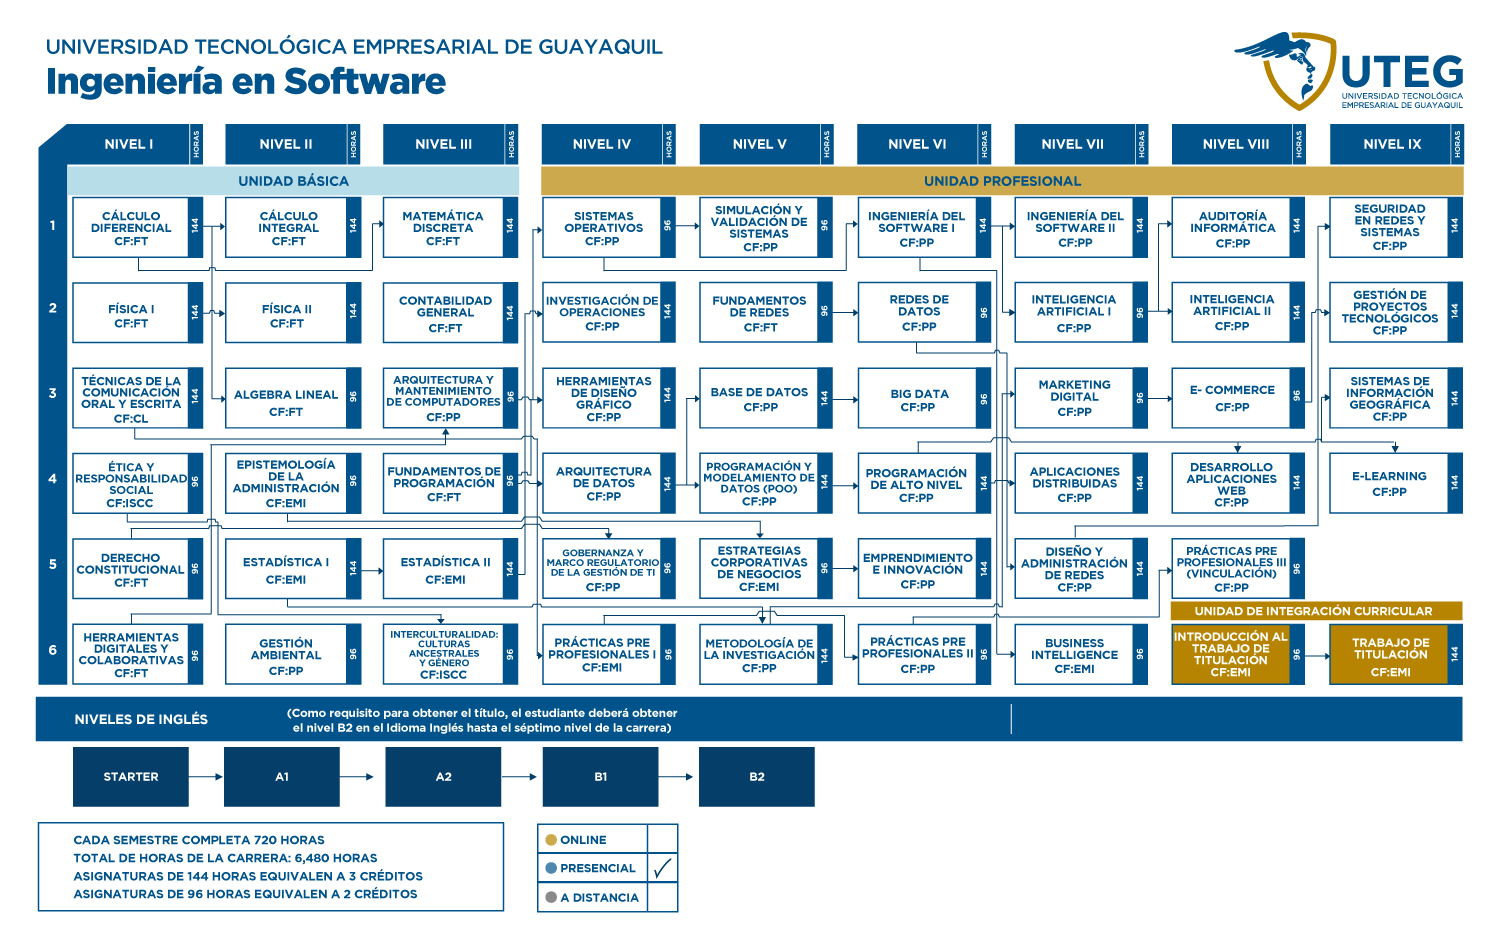 UNIVERSIDAD TECNOLÓGICA EMPRESARIAL DE GUAYAQUIL
Ingeniería en Software
UTEG
UNIVERSIDAD TECNOLÓGICA
EMPRESARIAL DE GUAYAQUIL
NIVEL I HORAS NIVEL II HORAS NIVEL III HORAS NIVEL IV HORAS NIVEL V HORAS NIVEL VI HORAS NIVEL VII HORAS NIVEL VIII HORAS NIVEL IX HORAS
UNIDAD BÁSICA
UNIDAD PROFESIONAL
1
CÁLCULO
DIFERENCIAL
CF:FT
144
CÁLCULO
INTEGRAL
CF:FT
144
MATEMÁTICA
DISCRETA
CF:FT
144
SISTEMAS
OPERATIVOS
CF:PP
96
SIMULACIÓN Y
VALIDACIÓN DE
SISTEMAS
CF:PP
96
INGENIERÍA DEL
SOFTWARE I
CF:PP
144
INGENIERÍA DEL
SOFTWARE II
CF:PP
144
AUDITORÍA
INFORMÁTICA
CF:PP
144
SEGURIDAD
EN REDES Y
SISTEMAS
CF:PP
144
2
FÍSICA I
CF:FT
144
FÍSICA II
CF:FT
144
CONTABILIDAD
GENERAL
CF:FT
144
INVESTIGACIÓN DE
OPERACIONES
CF:PP
144
FUNDAMENTOS
DE REDES
CF:FT
96
REDES DE
DATOS
CF:PP
96
INTELIGENCIA
ARTIFICIAL I
CF:PP
96
INTELIGENCIA
ARTIFICIAL II
CF:PP
144
GESTIÓN DE
PROYECTOS
TECNOLÓGICOS
CF:PP
144
3
TÉCNICAS DE LA
COMUNICACIÓN
ORAL Y ESCRITA
CF:CL
144
ALGEBRA LINEAL
CF:FT
96
ARQUITECTURA Y
MANTENIMIENTO
DE COMPUTADORES
CF:PP
96
HERRAMIENTAS
DE DISEÑO
GRÁFICO
CF:PP
144
BASE DE DATOS
CF:PP
144
BIG DATA
CF:PP
96
MARKETING
DIGITAL
CF:PP
96
E- COMMERCE
CF:PP
96
SISTEMAS DE
INFORMACIÓN
GEOGRÁFICA
CF:PP
144
4
ÉTICA Y
RESPONSABILIDAD
SOCIAL
CF:ISCC
96
EPISTEMOLOGÍA
DE LA
ADMINISTRACIÓN
CF:EMI
96
FUNDAMENTOS DE
PROGRAMACIÓN
CF:FT
96
ARQUITECTURA
DE DATOS
CF:PP
144
PROGRAMACIÓN Y
MODELAMIENTO DE
DATOS (POO)
CF:PP
144
PROGRAMACIÓN
DE ALTO NIVEL
CF:PP
144
APLICACIONES
DISTRIBUIDAS
CF:PP
144
DESARROLLO
APLICACIONES
WEB
CF:PP
144
E-LEARNING
CF:PP
144
5
DERECHO
CONSTITUCIONAL
CF:FT
96
ESTADÍSTICA I
CF:EMI
144
ESTADÍSTICA II
CF:EMI
144
GOBERNANZA Y
MARCO REGULATORIO
DE LA GESTIÓN DE TI
CF:PP
96
ESTRATEGIAS
CORPORATIVAS
DE NEGOCIOS
CF:EMI
96
EMPRENDIMIENTO
E INNOVACIÓN
CF:PP
144
DISEÑO Y
ADMINISTRACIÓN
DE REDES
CF:PP
144
PRÁCTICAS PRE
PROFESIONALES III
(VINCULACIÓN)
CF:PP
96
UNIDAD DE INTEGRACIÓN CURRICULAR
6
HERRAMIENTAS
DIGITALES Y
COLABORATIVAS
CF:FT
96
GESTIÓN
AMBIENTAL
CF:PP
96
INTERCULTURALIDAD:
CULTURAS
ANCESTRALES
Y GÉNERO
CF:ISCC
96
PRÁCTICAS PRE
PROFESIONALES I
CF:EMI
96
METODOLOGÍA DE
LA INVESTIGACIÓN
CF:PP
144
PRÁCTICAS PRE
PROFESIONALES II
CF:PP
96
BUSINESS
INTELLIGENCE
CF:EMI
96
INTRODUCCIÓN AL
TRABAJO DE
TITULACIÓN
CF:EMI
96
TRABAJO DE
TITULACIÓN
CF:EMI
144
NIVELES DE INGLÉS
(Como requisito para obtener el título, el estudiante deberá obtener
el nivel B2 en el Idioma Inglés hasta el séptimo nivel de la carrera)
STARTER A1 A2 B1 B2
CADA SEMESTRE COMPLETA 720 HORAS
TOTAL DE HORAS DE LA CARRERA: 6,480 HORAS
ASIGNATURAS DE 144 HORAS EQUIVALEN A 3 CRÉDITOS
ASIGNATURAS DE 96 HORAS EQUIVALEN A 2 CRÉDITOS
ONLINE
PRESENCIAL ✓
A DISTANCIA